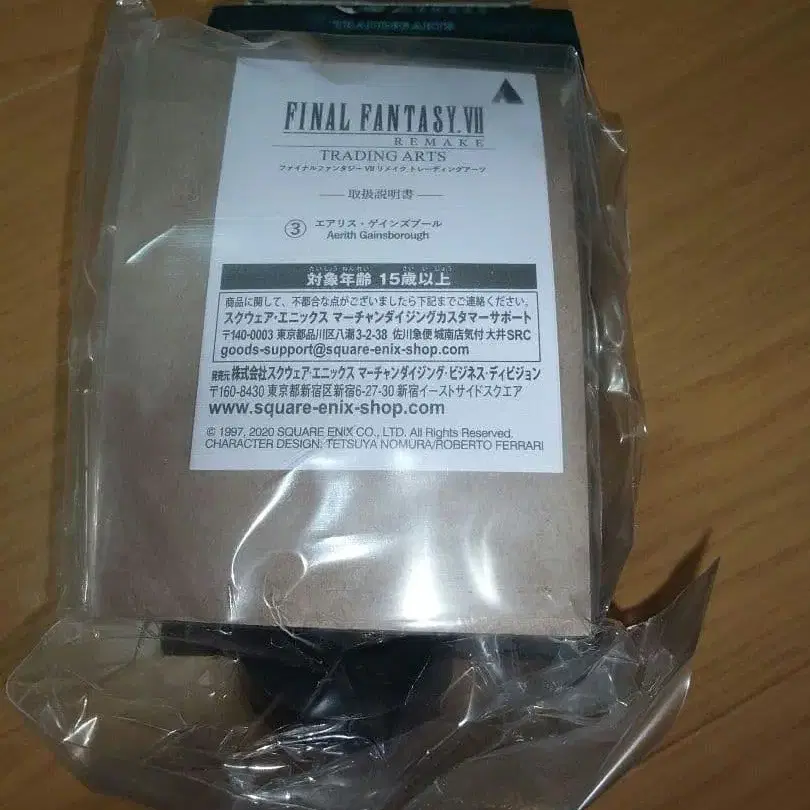 TRADING ARTS
FINAL FANTASY. VII
REMAKE
TRADING ARTS
ファイナルファンタジー VII リメイク トレーディングアーツ
取扱説明書
③ エアリス・ゲインズブール
Aerith Gainsborough
対象年齢 15歳以上
商品に関して、不都合な点がございましたら下記までご連絡ください。
スクウェア・エニックス マーチャンダイジングカスタマーサポート
〒140-0003 東京都品川区八潮3-2-38 佐川急便 城南店気付 大井SRC
goods-support@square-enix-shop.com
発売元 株式会社スクウェア・エニックス マーチャンダイジング・ビジネス・ディビジョン
〒160-8430 東京都新宿区新宿6-27-30 新宿イーストサイドスクエア
www.square-enix-shop.com
© 1997, 2020 SQUARE ENIX CO., LTD. All Rights Reserved.
CHARACTER DESIGN: TETSUYA NOMURA/ROBERTO FERRARI